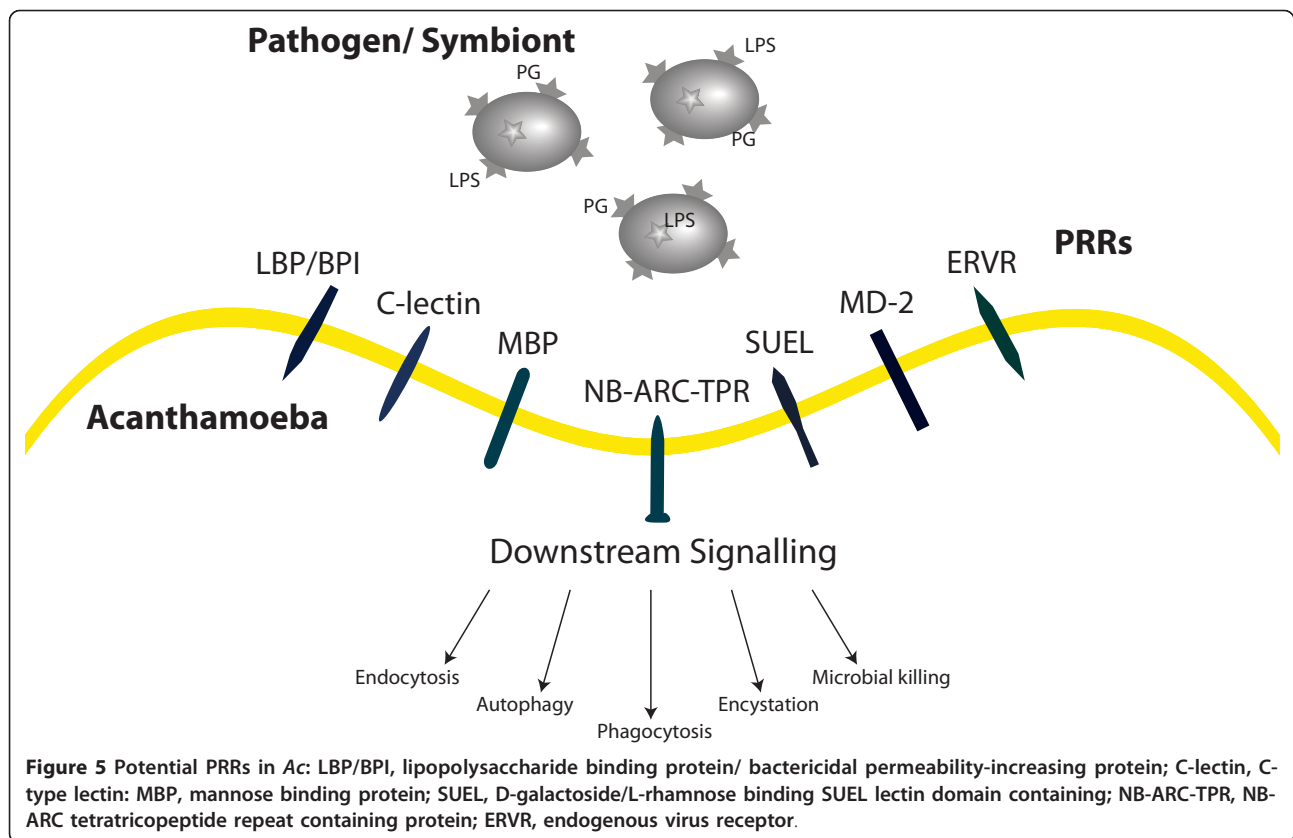 Pathogen/ Symbiont
LPS
PG
PG
LPS
PG
LPS
PRRs
ERVR
LBP/BPI
MD-2
C-lectin
SUEL
MBP
NB-ARC-TPR
Acanthamoeba
Downstream Signalling
Endocytosis
Microbial killing
Autophagy
Encystation
Phagocytosis
Figure 5 Potential PRRs in Ac: LBP/BPI, lipopolysaccharide binding protein/ bactericidal permeability-increasing protein; C-lectin, C-
type lectin: MBP, mannose binding protein; SUEL, D-galactoside/L-rhamnose binding SUEL lectin domain containing; NB-ARC-TPR, NB-
ARC tetratricopeptide repeat containing protein; ERVR, endogenous virus receptor.